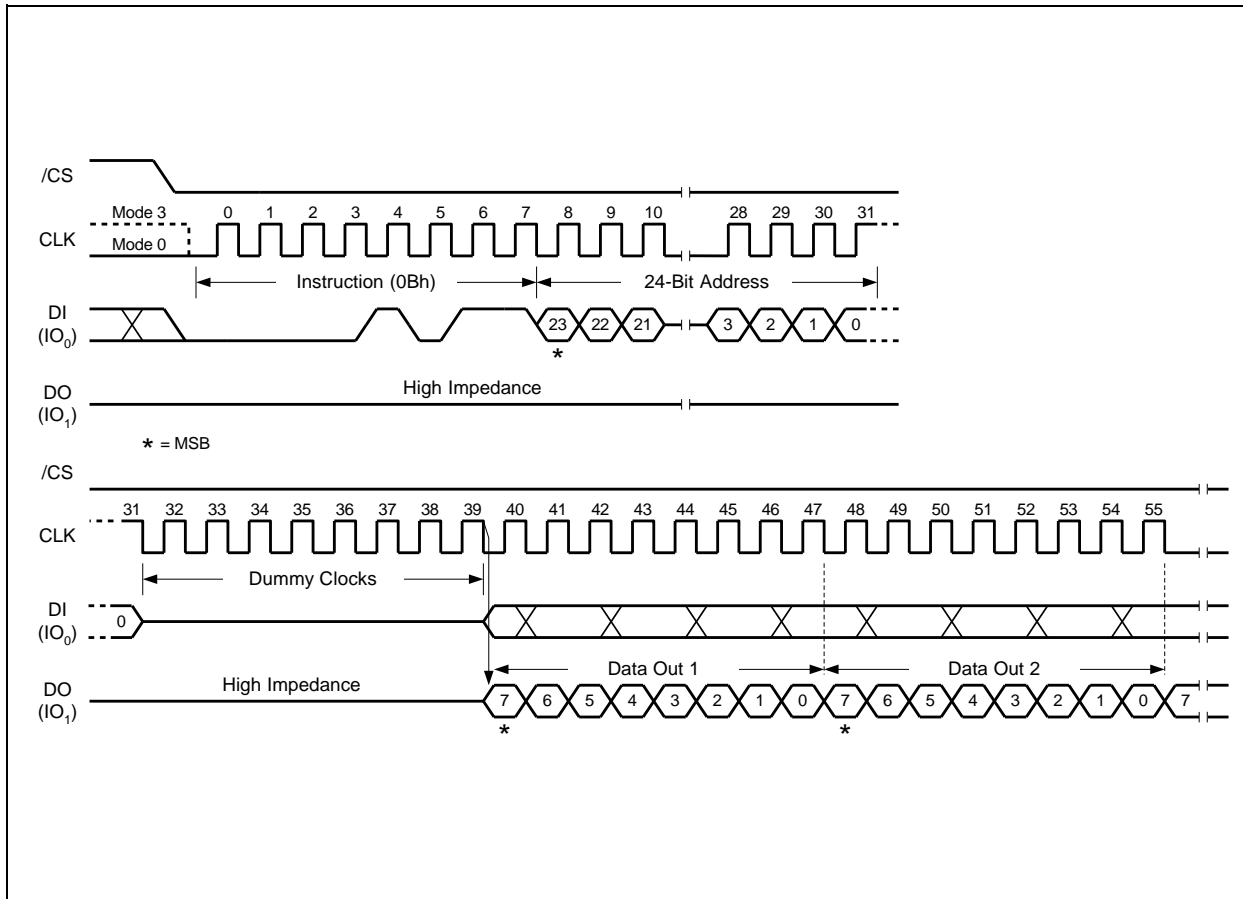 /CS
Mode 3 0 1 2 3 4 5 6 7 8 9 10 28 29 30 31
CLK
Mode 0
Instruction (0Bh) 24-Bit Address
DI
(IO0)
23 22 21 3 2 1 0
*
High Impedance
DO
(IO1)
* = MSB
/CS
31 32 33 34 35 36 37 38 39 40 41 42 43 44 45 46 47 48 49 50 51 52 53 54 55
CLK
Dummy Clocks
DI
(IO0)
0
Data Out 1 Data Out 2
High Impedance
DO
(IO1)
7 6 5 4 3 2 1 0 7 6 5 4 3 2 1 0 7
* *